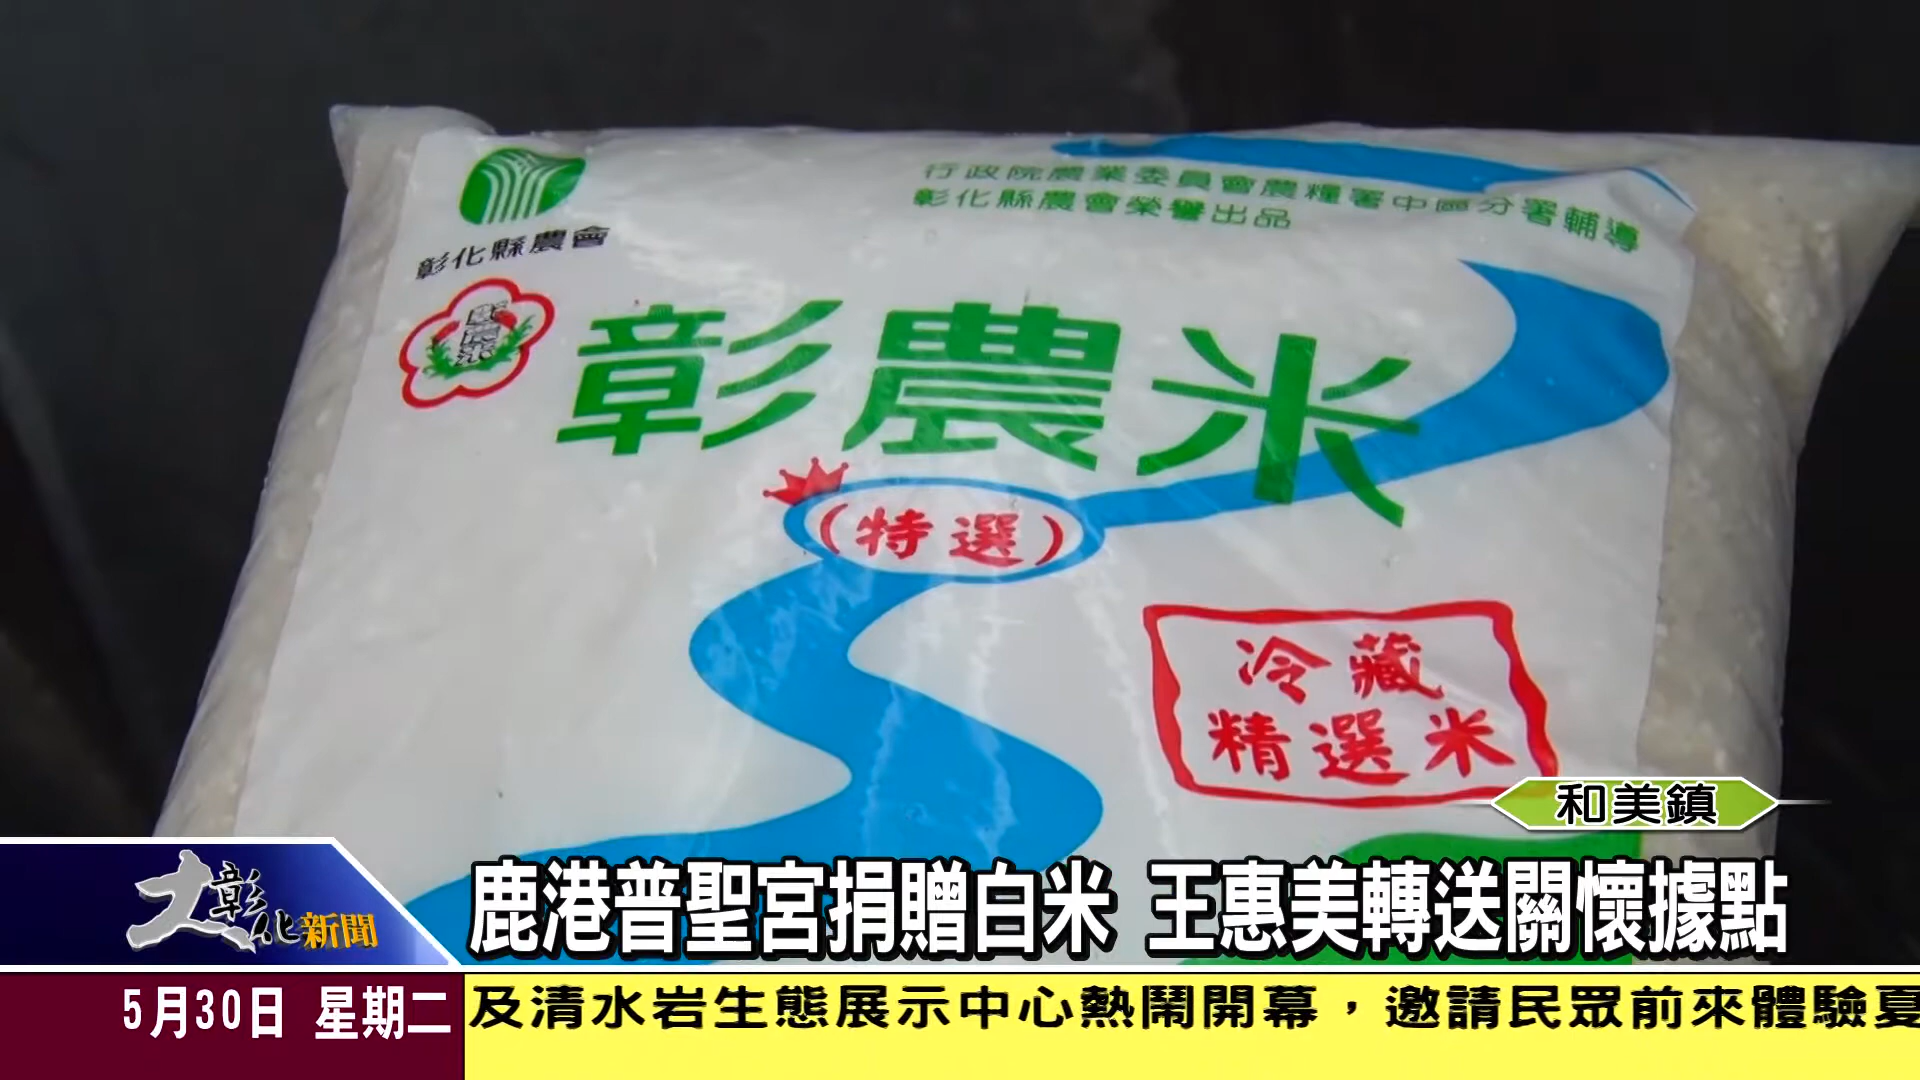 行政院農業委員會農糧署中區分署輔導
彰化縣農會榮譽出品
彰化縣農會
彰農米
彰農米
(特選)
冷藏
精選米
和美鎮
大彰化新聞
鹿港普聖宮捐贈白米 王惠美轉送關懷據點
5月30日 星期二
及清水岩生態展示中心熱鬧開幕，邀請民眾前來體驗夏